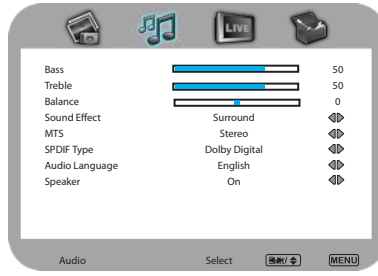 LIVE
Bass 50
Treble 50
Balance 0
Sound Effect Surround
MTS Stereo
SPDIF Type Dolby Digital
Audio Language English
Speaker On
Audio Select MENU